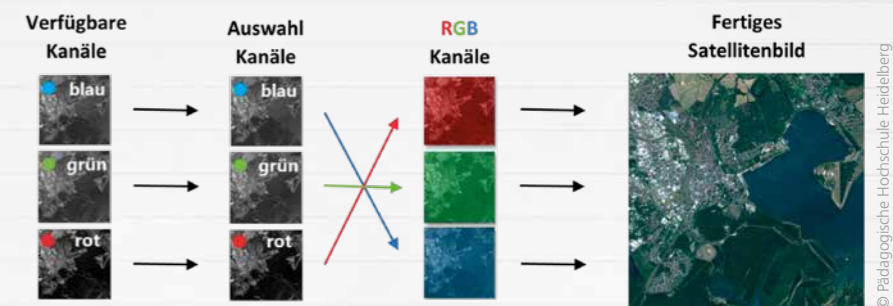 Verfügbare
Kanäle
Auswahl
Kanäle
RGB
Kanäle
Fertiges
Satellitenbild
blau
blau
grün
grün
rot
rot
© Pädagogische Hochschule Heidelberg